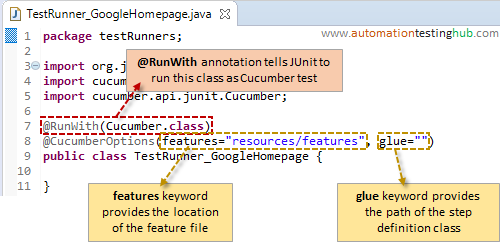 TestRunner_GoogleHomepage.java
www.automationtestinghub.com
1 package testRunners;
2
3 import org.j
@RunWith annotation tells JUnit to
run this class as Cucumber test
4 import cucum
5 import cucumber.api.junit.Cucumber;
6
7 @RunWith(Cucumber.class)
8 @CucumberOptions(features="resources/features", glue="")
9 public class TestRunner_GoogleHomepage {
10
11 }
features keyword
provides the location
of the feature file
glue keyword provides
the path of the step
definition class